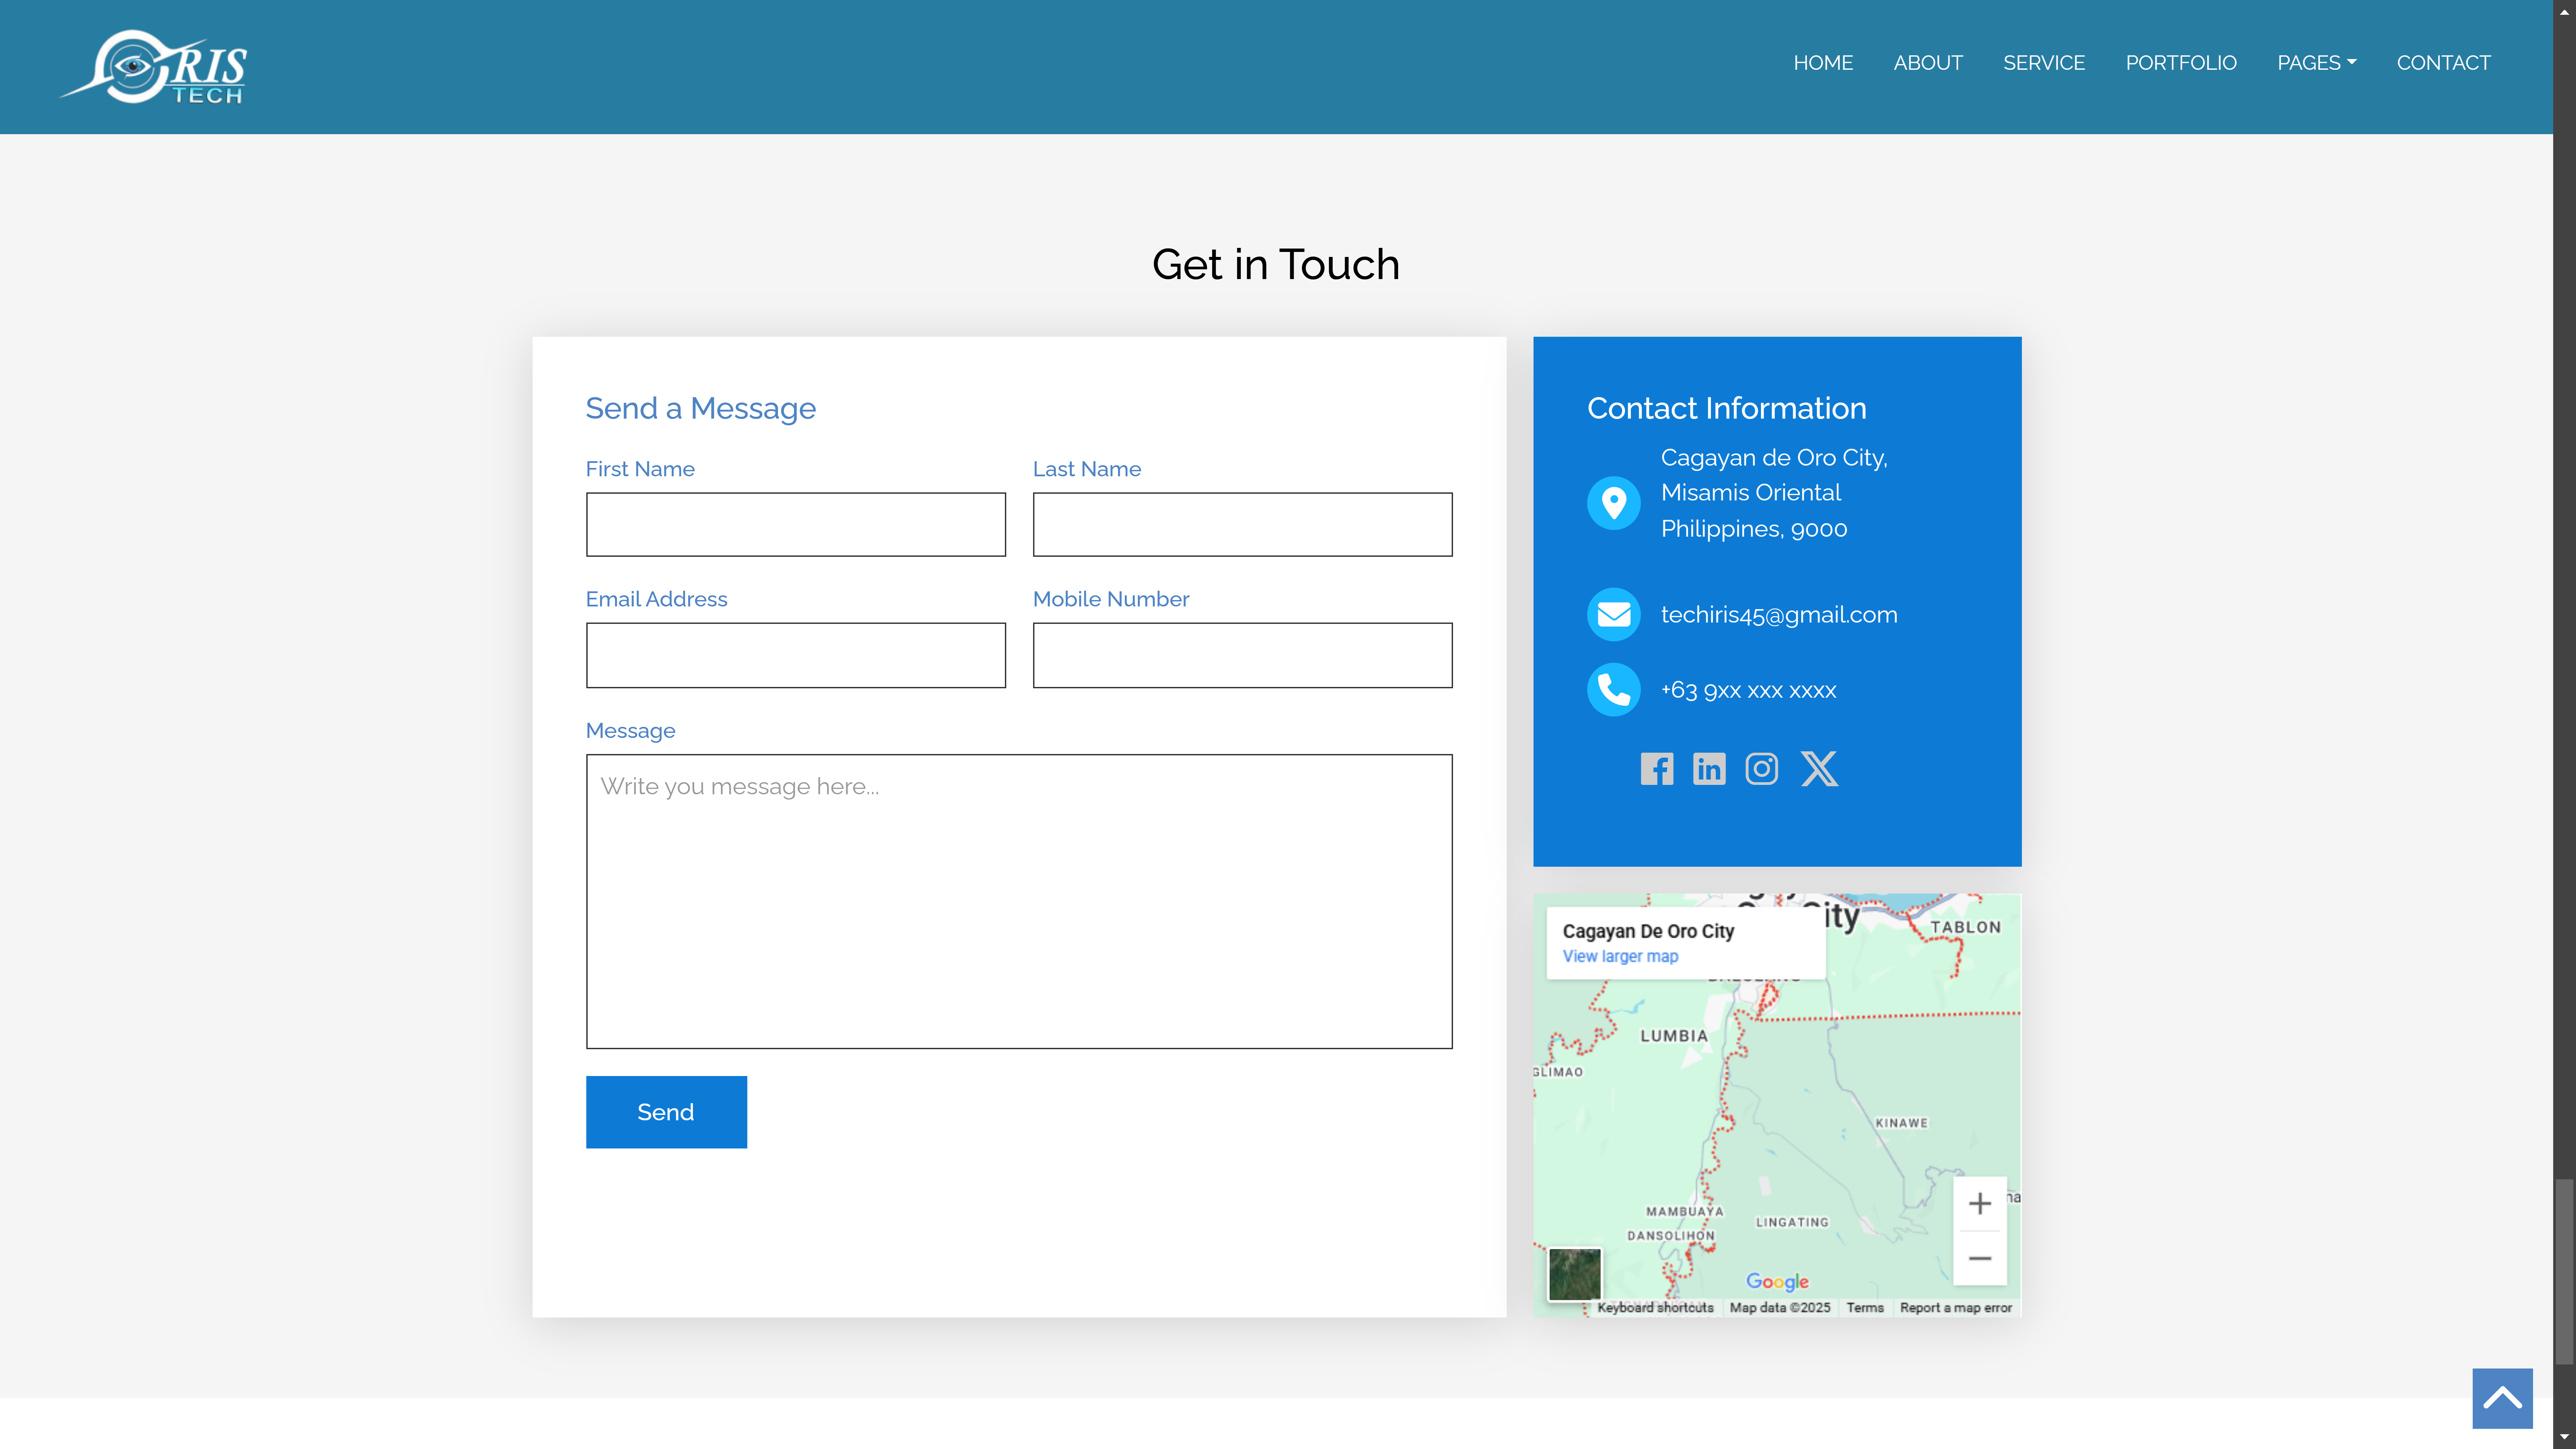 RIS
TECH
HOME ABOUT SERVICE PORTFOLIO PAGES CONTACT
Get in Touch
Send a Message
First Name
Last Name
Email Address
Mobile Number
Message
Write you message here...
Send
Contact Information
Cagayan de Oro City,
Misamis Oriental
Philippines, 9000
techiris45@gmail.com
+63 9xx xxx xxxx
Cagayan De Oro City
View larger map
TABLON
LUMBIA
GLIMAO
KINAWE
MAMBUAYA
LINGATING
DANSOLIHON
Google
Keyboard shortcuts Map data ©2025 Terms Report a map error